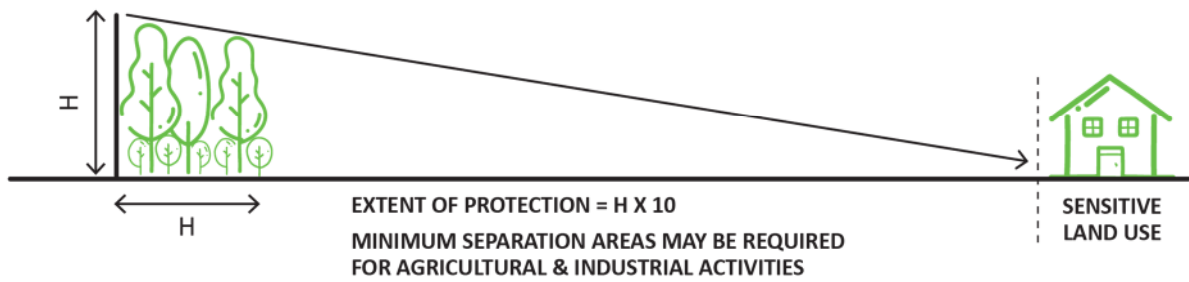 H
H
EXTENT OF PROTECTION = H X 10
MINIMUM SEPARATION AREAS MAY BE REQUIRED
FOR AGRICULTURAL & INDUSTRIAL ACTIVITIES
SENSITIVE
LAND USE